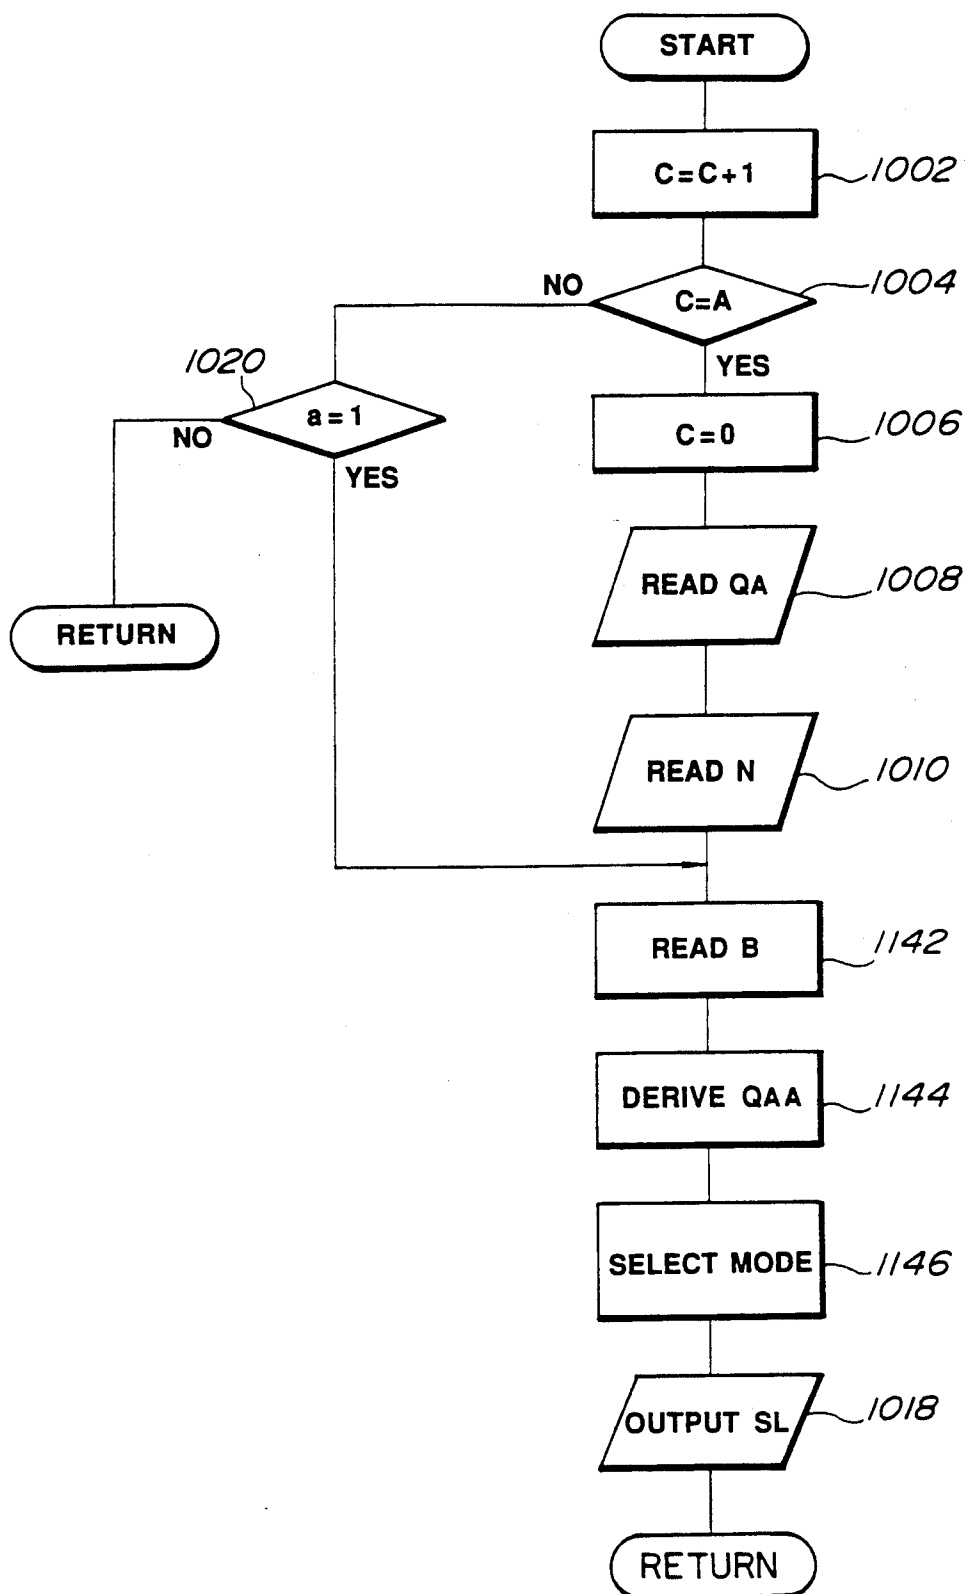 START
C=C+1
1002
NO
C=A
1004
YES
1020
a=1
NO
YES
C=0
1006
READ QA
1008
RETURN
READ N
1010
READ B
1142
DERIVE QAA
1144
SELECT MODE
1146
OUTPUT SL
1018
RETURN